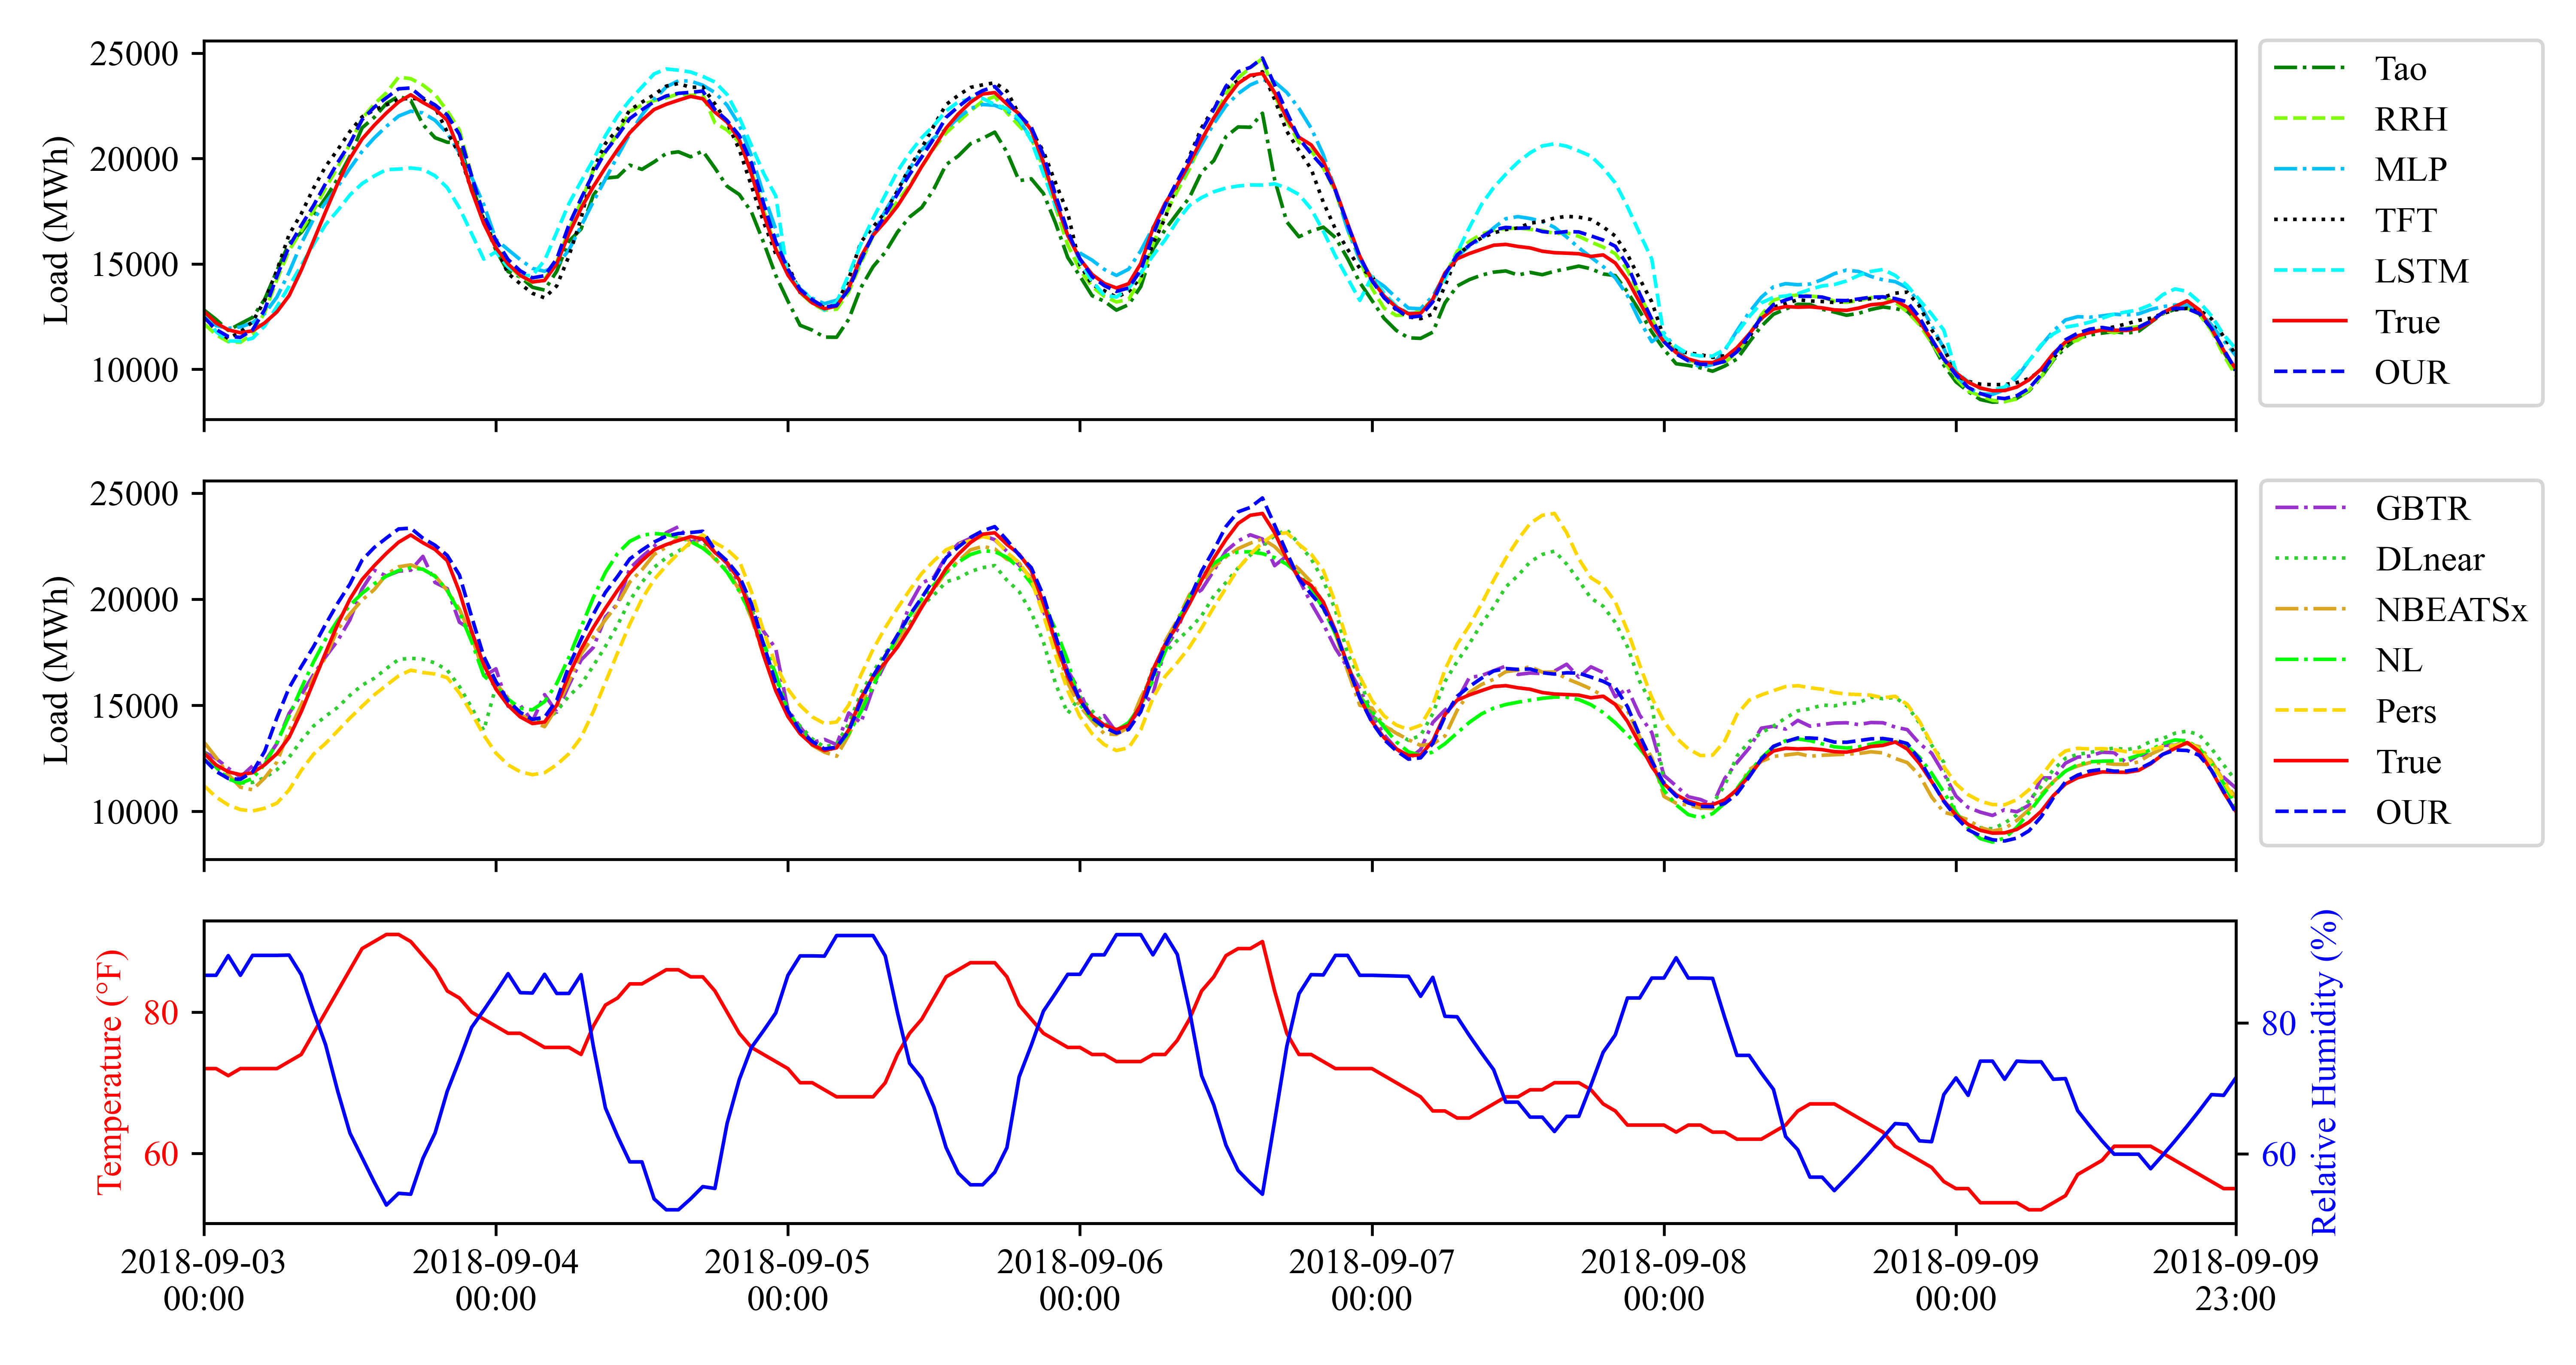 25000
20000
15000
10000
Load (MWh)
Tao
RRH
MLP
TFT
LSTM
True
OUR
25000
20000
15000
10000
Load (MWh)
GBTR
DLnear
NBEATSx
NL
Pers
True
OUR
Temperature (°F)
80
60
80
60
Relative Humidity (%)
2018-09-03
00:00
2018-09-04
00:00
2018-09-05
00:00
2018-09-06
00:00
2018-09-07
00:00
2018-09-08
00:00
2018-09-09
00:00
2018-09-09
23:00